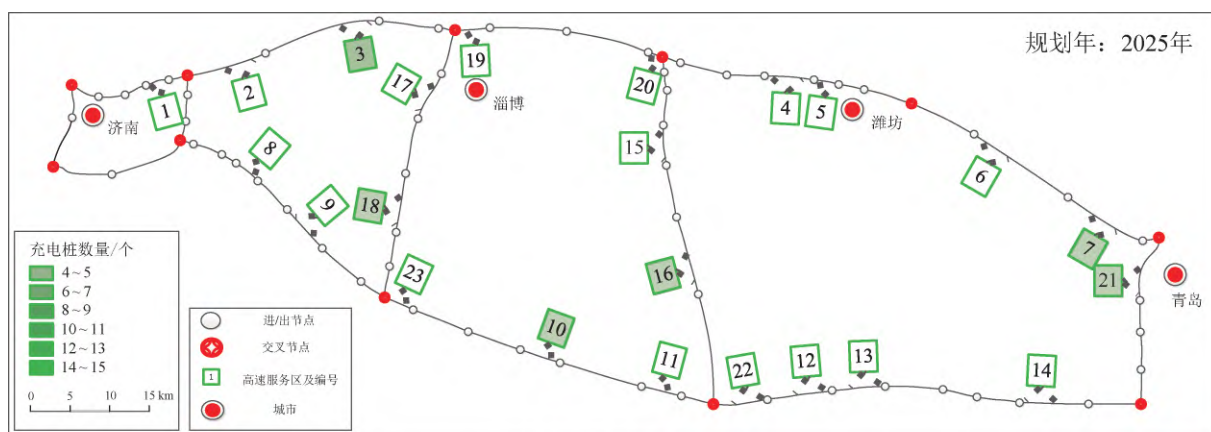 规划年：2025年
3
19
17
2
1
20
4
5
淄博
济南
潍坊
8
15
6
9
18
7
21
16
23
青岛
10
11
22
12
13
14
充电桩数量/个
4~5
6~7
8~9
10~11
12~13
14~15
0 5 10 15 km
进/出节点
交叉节点
1 高速服务区及编号
城市